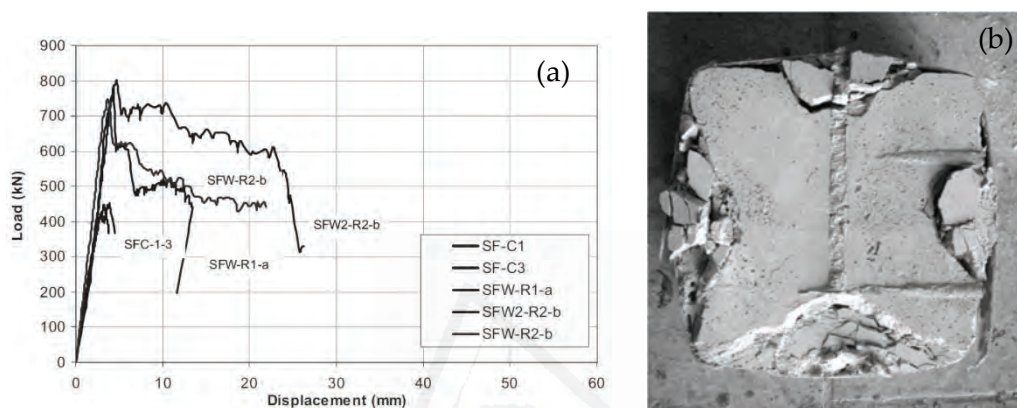 900
800
700
600
500
400
300
200
100
0
0 10 20 30 40 50 60
Load (kN)
Displacement (mm)
(a)
SFW-R2-b
SFW2-R2-b
SFC-1-3
SFW-R1-a
SF-C1
SF-C3
SFW-R1-a
SFW2-R2-b
SFW-R2-b
(b)